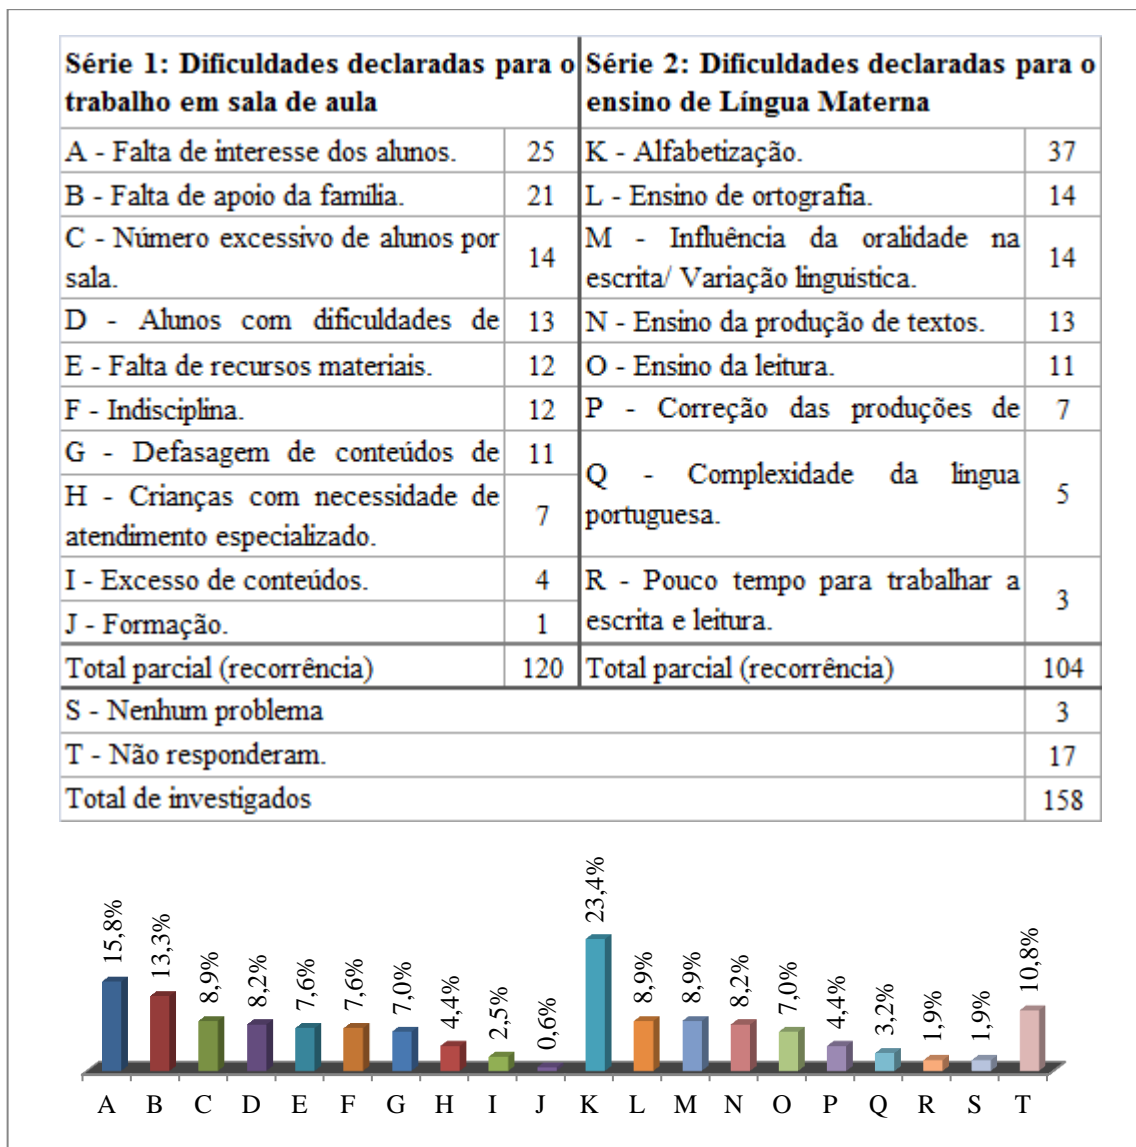 Série 1: Dificuldades declaradas para o
trabalho em sala de aula
Série 2: Dificuldades declaradas para o
ensino de Língua Materna
A - Falta de interesse dos alunos. 25
K - Alfabetização. 37
B - Falta de apoio da família. 21
L - Ensino de ortografia. 14
C - Número excessivo de alunos por
sala. 14
M - Influência da oralidade na
escrita/ Variação linguistica. 14
D - Alunos com dificuldades de 13
N - Ensino da produção de textos. 13
E - Falta de recursos materiais. 12
O - Ensino da leitura. 11
F - Indisciplina. 12
P - Correção das produções de 7
G - Defasagem de conteúdos de 11
Q - Complexidade da língua
portuguesa. 5
H - Crianças com necessidade de
atendimento especializado. 7
I - Excesso de conteúdos. 4
R - Pouco tempo para trabalhar a
escrita e leitura. 3
J - Formação. 1
Total parcial (recorrência) 120
Total parcial (recorrência) 104
S - Nenhum problema 3
T - Não responderam. 17
Total de investigados 158
15,8% 13,3% 8,9% 8,2% 7,6% 7,6% 7,0% 4,4% 2,5% 0,6% 23,4% 8,9% 8,9% 8,2% 7,0% 4,4% 3,2% 1,9% 1,9% 10,8%
A B C D E F G H I J K L M N O P Q R S T